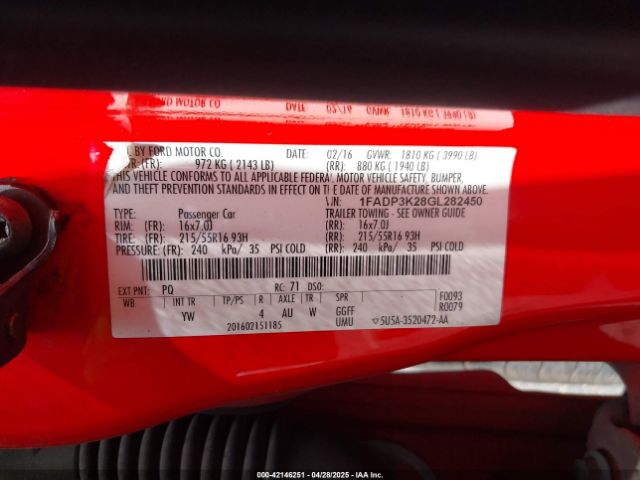 BY FORD MOTOR CO. DATE: 02/16 GVWR: 1810 KG ( 3990 LB)
(FR): 972 KG ( 2143 LB) (RR): 880 KG ( 1940 LB)
THIS VEHICLE CONFORMS TO ALL APPLICABLE FEDERAL MOTOR VEHICLE SAFETY, BUMPER,
AND THEFT PREVENTION STANDARDS IN EFFECT ON THE DATE OF MANUFACTURE SHOWN ABOVE.
VIN: 1FADP3K28GL282450
TYPE: Passenger Car TRAILER TOWING - SEE OWNER GUIDE
RIM: (FR): 16x7.0J (RR): 16x7.0J
TIRE: (FR): 215/55R16 93H (RR): 215/55R16 93H
PRESSURE: (FR): 240 kPa/ 35 PSI COLD (RR): 240 kPa/ 35 PSI COLD
EXT PNT: PQ RC: 71 DSO:
WB INT TR TP/PS R AXLE TR SPR F0093
YW 4 AU W GGFF R0079
201602151185 UMU 5U5A-3520472-AA
000-42146251 | 04/28/2025 | IAA